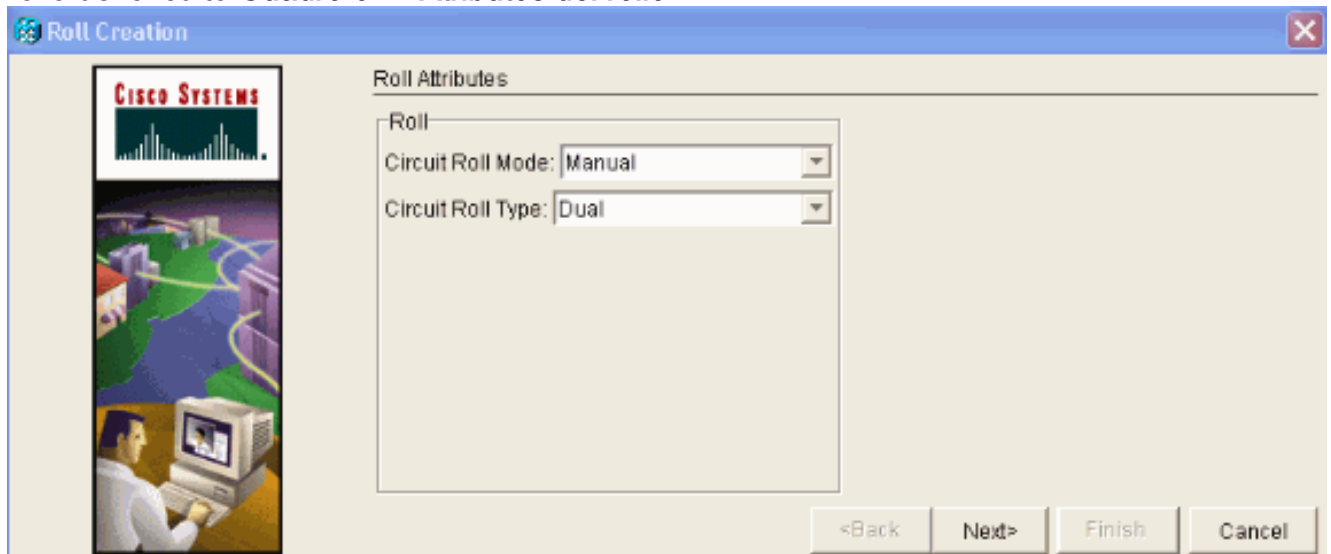 Roll Creation
CISCO SYSTEMS
Roll Attributes
Roll
Circuit Roll Mode: Manual
Circuit Roll Type: Dual
<Back Next> Finish Cancel